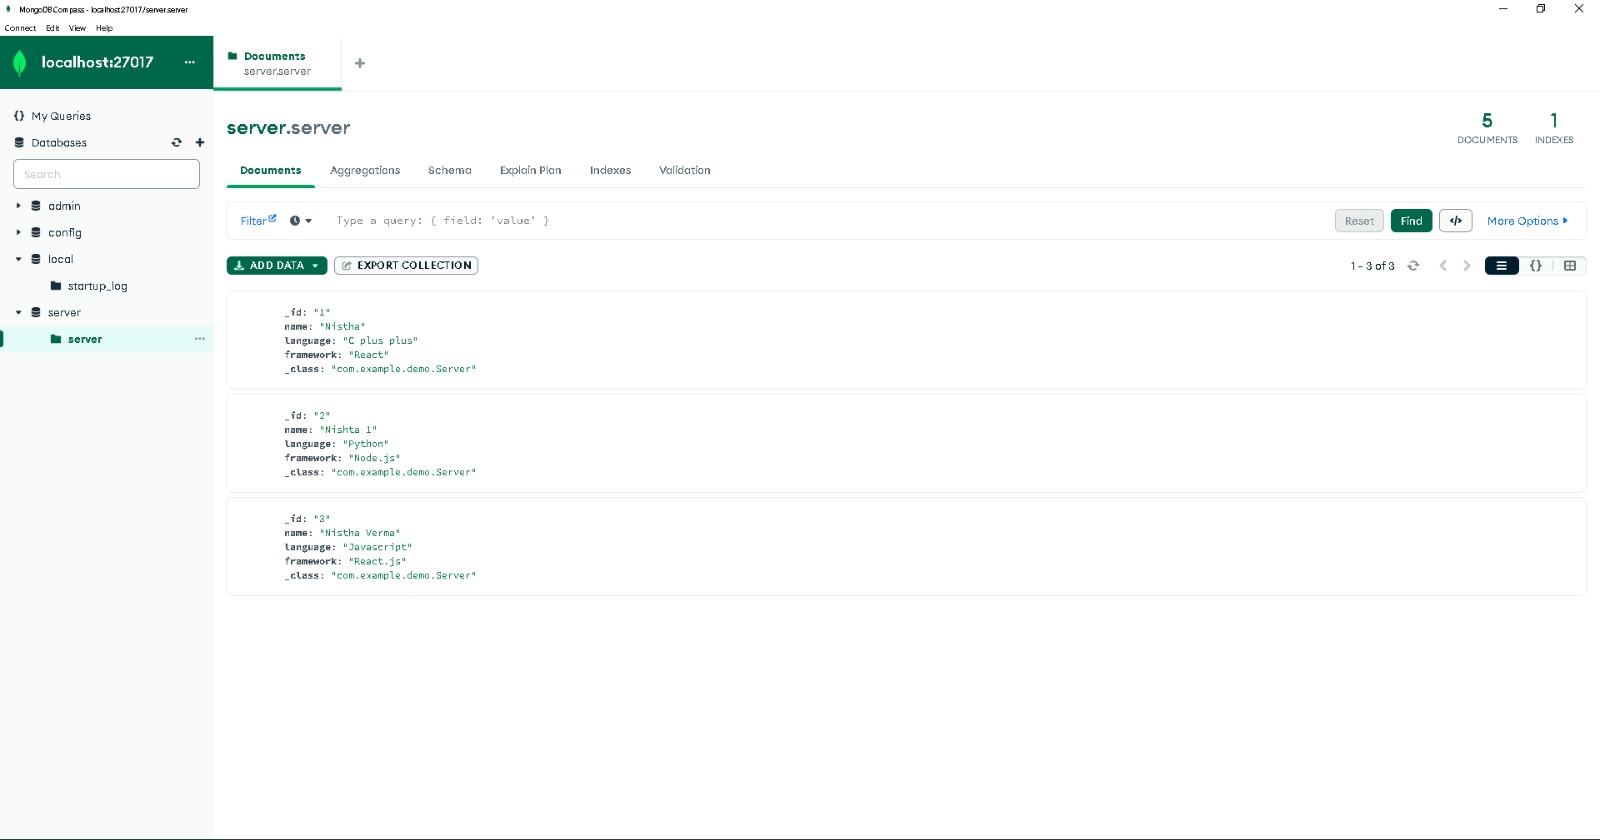 MongoDB Compass - localhost:27017/server.server
Connect Edit View Help
localhost:27017 ...
Documents
server.server
My Queries
Databases
Search
admin
config
local
startup_log
server
server ...
server.server
5
DOCUMENTS
1
INDEXES
Documents Aggregations Schema Explain Plan Indexes Validation
Filter Type a query: { field: 'value' } Reset Find </> More Options
ADD DATA EXPORT COLLECTION 1 - 3 of 3 {}
_id: "1"
name: "Nistha"
language: "C plus plus"
framework: "React"
_class: "com.example.demo.Server"
_id: "2"
name: "Nishta 1"
language: "Python"
framework: "Node.js"
_class: "com.example.demo.Server"
_id: "3"
name: "Nistha Verma"
language: "Javascript"
framework: "React.js"
_class: "com.example.demo.Server"